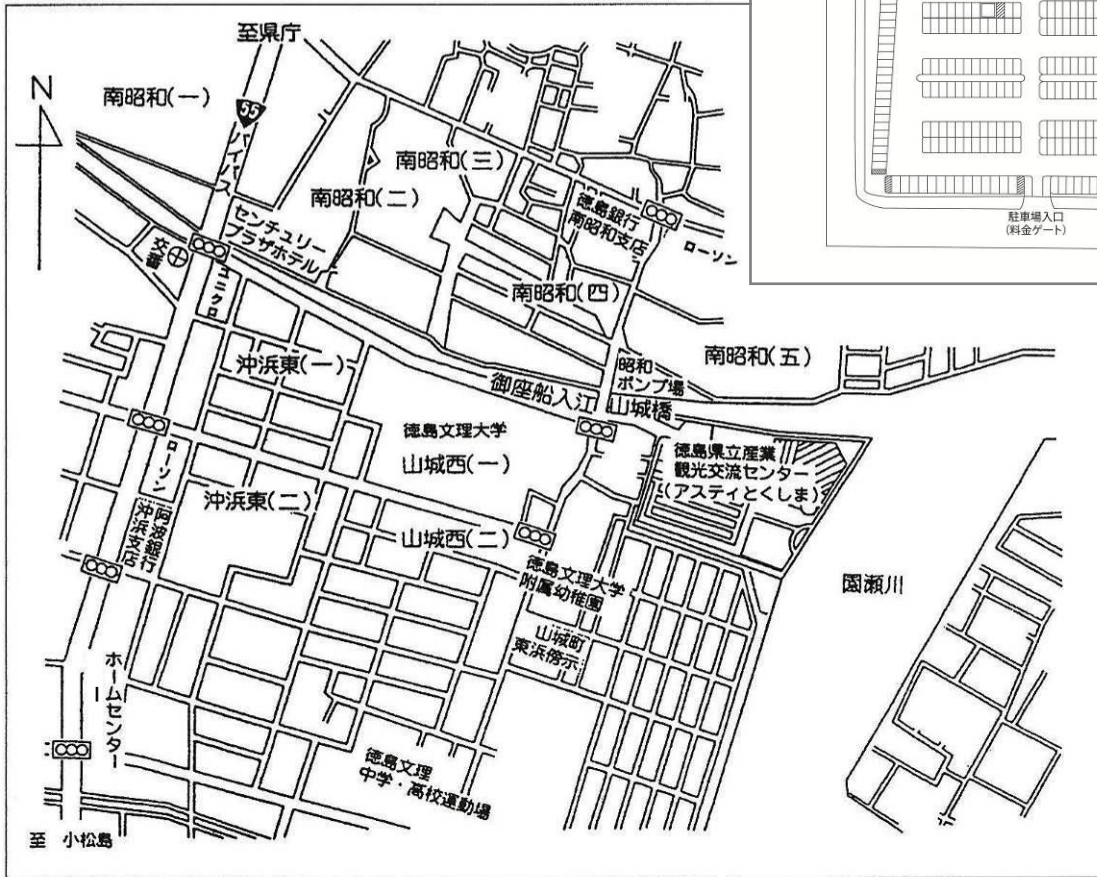 至県庁
N
南昭和(一)
55
バイパス
南昭和(三)
南昭和(二)
徳島銀行
南昭和支店
ローソン
センチュリー
プラザホテル
交番
ユニクロ
南昭和(四)
南昭和(五)
昭和
ポンプ場
沖浜東(一)
御座船入江
山城橋
徳島文理大学
山城西(一)
徳島県立産業
観光交流センター
(アスティとくしま)
ローソン
沖浜東(二)
阿波銀行
沖浜支店
山城西(二)
徳島文理大学
附属幼稚園
園瀬川
山城町
東浜傍示
ホームセンター
徳島文理
中学・高校運動場
至 小松島
駐車場入口
(料金ゲート)